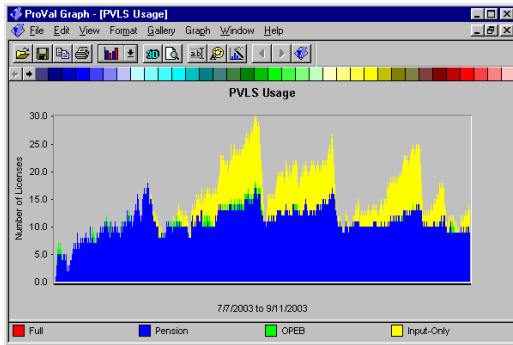 ProVal Graph - [PVLS Usage]
File Edit View Format Gallery Graph Window Help
3D ab
PVLS Usage
30.0
25.0
20.0
15.0
10.0
5.0
0.0
Number of Licenses
7/7/2003 to 9/11/2003
Full Pension OPEB Input-Only